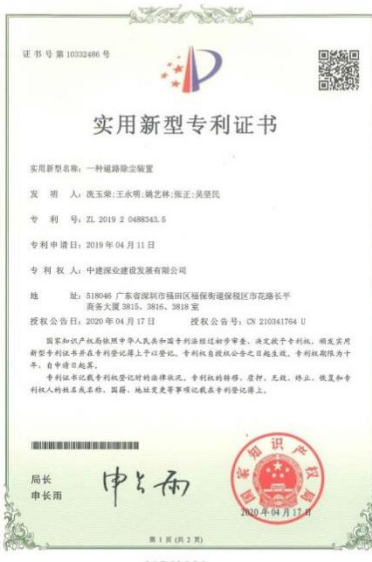 证书号第10332486号
实用新型专利证书
实用新型名称：一种道路除尘装置
发 明 人：冼玉荣;王永明;姚艺林;张正;吴坚民
专 利 号：ZL 2019 2 0488343.5
专利申请日：2019年04月11日
专 利 权 人：中建深业建设发展有限公司
地 址：518046 广东省深圳市福田区福保街道保税区市花路长平
商务大厦 3815、3816、3818室
授权公告日：2020年04月17日 授权公告号：CN 210341764 U
国家知识产权局依照中华人民共和国专利法经过初步审查，决定授予专利权，颁发实用
新型专利证书并在专利登记簿上予以登记。专利权自授权公告之日起生效。专利权期限为十
年，自申请日起算。
专利证书记载专利权登记时的法律状况。专利权的转移、质押、无效、终止、恢复和专
利权人的姓名或名称、国籍、地址变更等事项记载在专利登记簿上。
局长
申长雨
申长雨
国家知识产权局
2020年04月17日
第 1 页 (共 2 页)